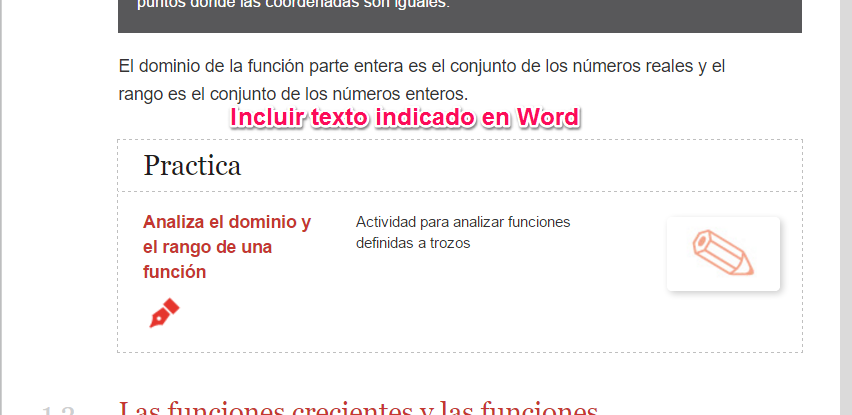 puntos donde las coordenadas son iguales.
El dominio de la función parte entera es el conjunto de los números reales y el
rango es el conjunto de los números enteros.
Incluir texto indicado en Word
Practica
Analiza el dominio y
el rango de una
función
Actividad para analizar funciones
definidas a trozos
1.2 Las funciones crecientes y las funciones